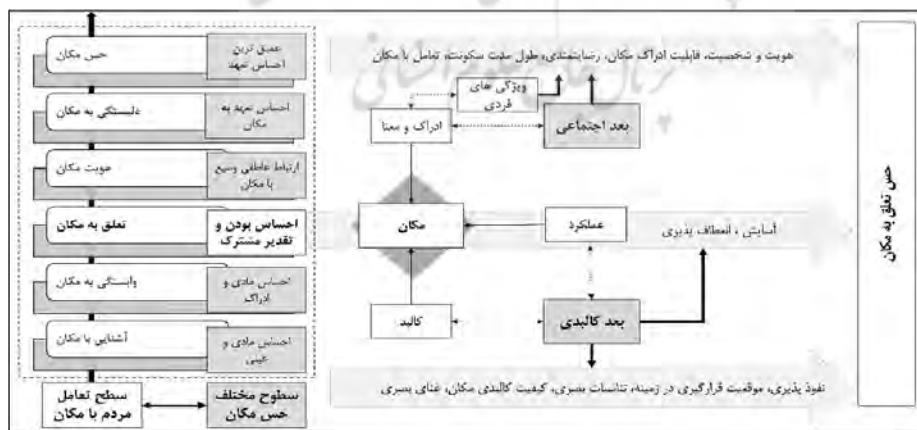 حس مکان
عمیق ترین
احساس تعهد
دلبستگی به مکان
احساس تعهد به
مکان
هویت مکان
ارتباط عاطفی وسیع
با مکان
تعلق به مکان
احساس بودن و
تقدیر مشترک
وابستگی به مکان
احساس مادی و
ادراک
آشنایی با مکان
احساس مادی و
عینی
سطح تعامل
مردم با مکان
سطوح مختلف
حس مکان
هویت و شخصیت، قابلیت ادراک مکان، رضایتمندی، طول مدت سکونت، تعامل با مکان
ویژگی های
فردی
ادراک و معنا
بعد اجتماعی
مکان
عملکرد
آسایش ، انعطاف پذیری
کالبد
بعد کالبدی
نفوذ پذیری، موقعیت قرارگیری در زمینه، تناسبات بصری، کیفیت کالبدی مکان، غنای بصری
حس تعلق به مکان